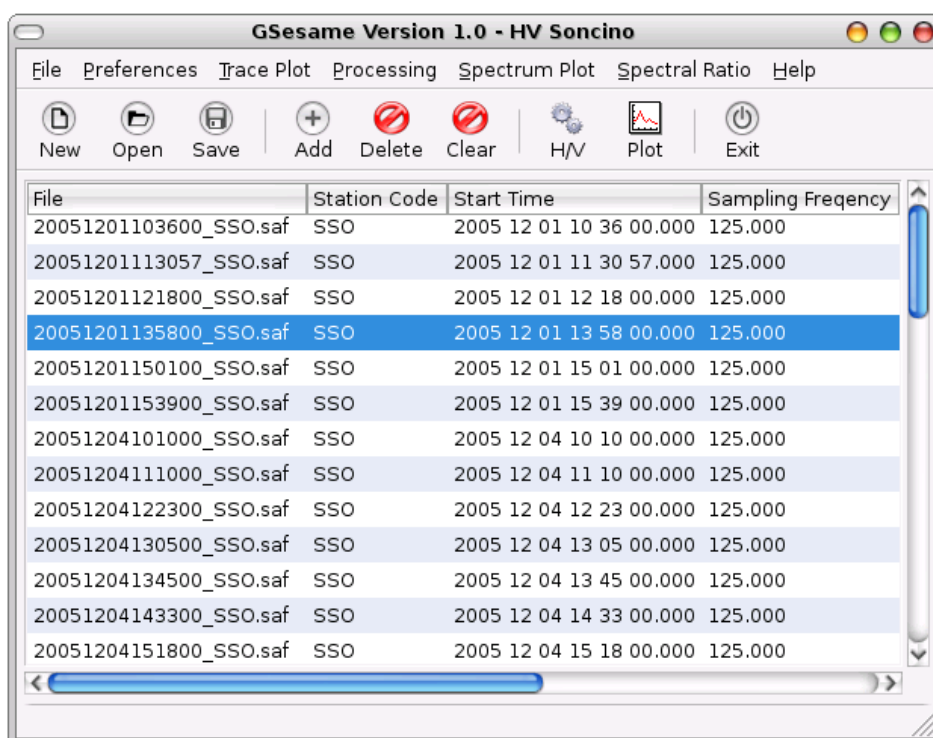 GSesame Version 1.0 - HV Soncino
File Preferences Trace Plot Processing Spectrum Plot Spectral Ratio Help
New Open Save Add Delete Clear H/V Plot Exit
File Station Code Start Time Sampling Freqency
20051201103600_SSO.saf SSO 2005 12 01 10 36 00.000 125.000
20051201113057_SSO.saf SSO 2005 12 01 11 30 57.000 125.000
20051201121800_SSO.saf SSO 2005 12 01 12 18 00.000 125.000
20051201135800_SSO.saf SSO 2005 12 01 13 58 00.000 125.000
20051201150100_SSO.saf SSO 2005 12 01 15 01 00.000 125.000
20051201153900_SSO.saf SSO 2005 12 01 15 39 00.000 125.000
20051204101000_SSO.saf SSO 2005 12 04 10 10 00.000 125.000
20051204111000_SSO.saf SSO 2005 12 04 11 10 00.000 125.000
20051204122300_SSO.saf SSO 2005 12 04 12 23 00.000 125.000
20051204130500_SSO.saf SSO 2005 12 04 13 05 00.000 125.000
20051204134500_SSO.saf SSO 2005 12 04 13 45 00.000 125.000
20051204143300_SSO.saf SSO 2005 12 04 14 33 00.000 125.000
20051204151800_SSO.saf SSO 2005 12 04 15 18 00.000 125.000